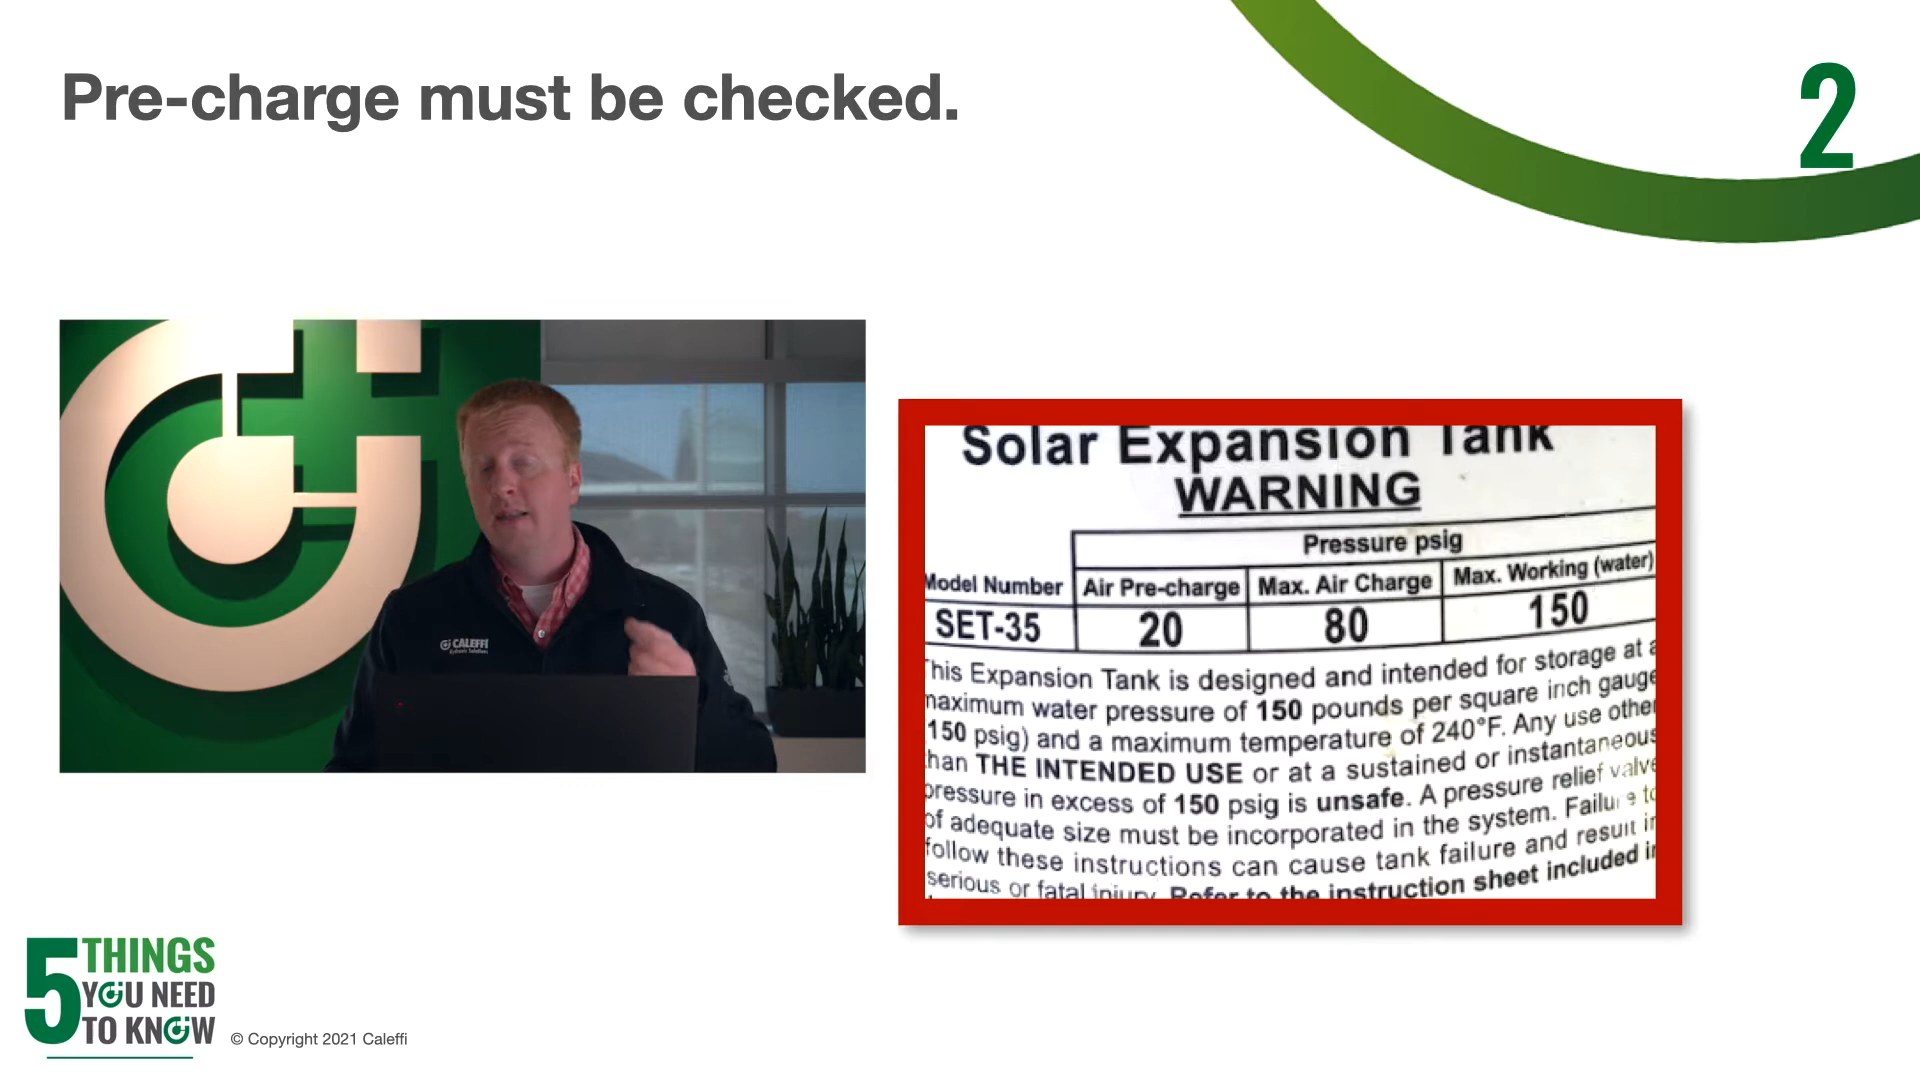 Pre-charge must be checked.
2
CALEFFI
Hydronic Solutions
Solar Expansion Tank
WARNING
Pressure psig
Model Number Air Pre-charge Max. Air Charge Max. Working (water)
SET-35 20 80 150
This Expansion Tank is designed and intended for storage at a
maximum water pressure of 150 pounds per square inch gauge
150 psig) and a maximum temperature of 240°F. Any use other
than THE INTENDED USE or at a sustained or instantaneous
pressure in excess of 150 psig is unsafe. A pressure relief valve
of adequate size must be incorporated in the system. Failure to
follow these instructions can cause tank failure and result in
serious or fatal injury. Refer to the instruction sheet included in
5 THINGS
YOU NEED
TO KNOW
© Copyright 2021 Caleffi